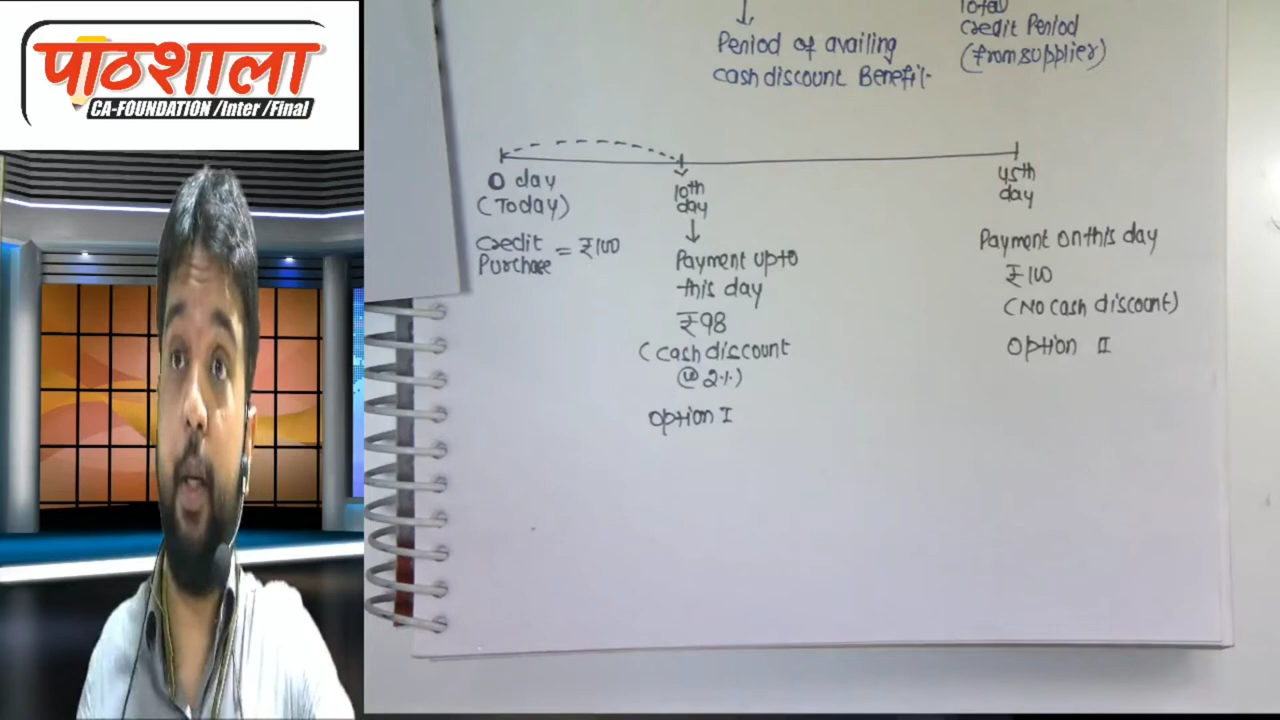 पाठशाला
CA-FOUNDATION /Inter /Final
Total
Credit Period
(from supplier)
Period of availing
cash discount Benefit
0 day
(Today)
Credit
Purchase = ₹100
10th
day
Payment upto
this day
₹98
(cash discount
@ 2%)
Option I
45th
day
Payment on this day
₹100
(No cash discount)
Option II